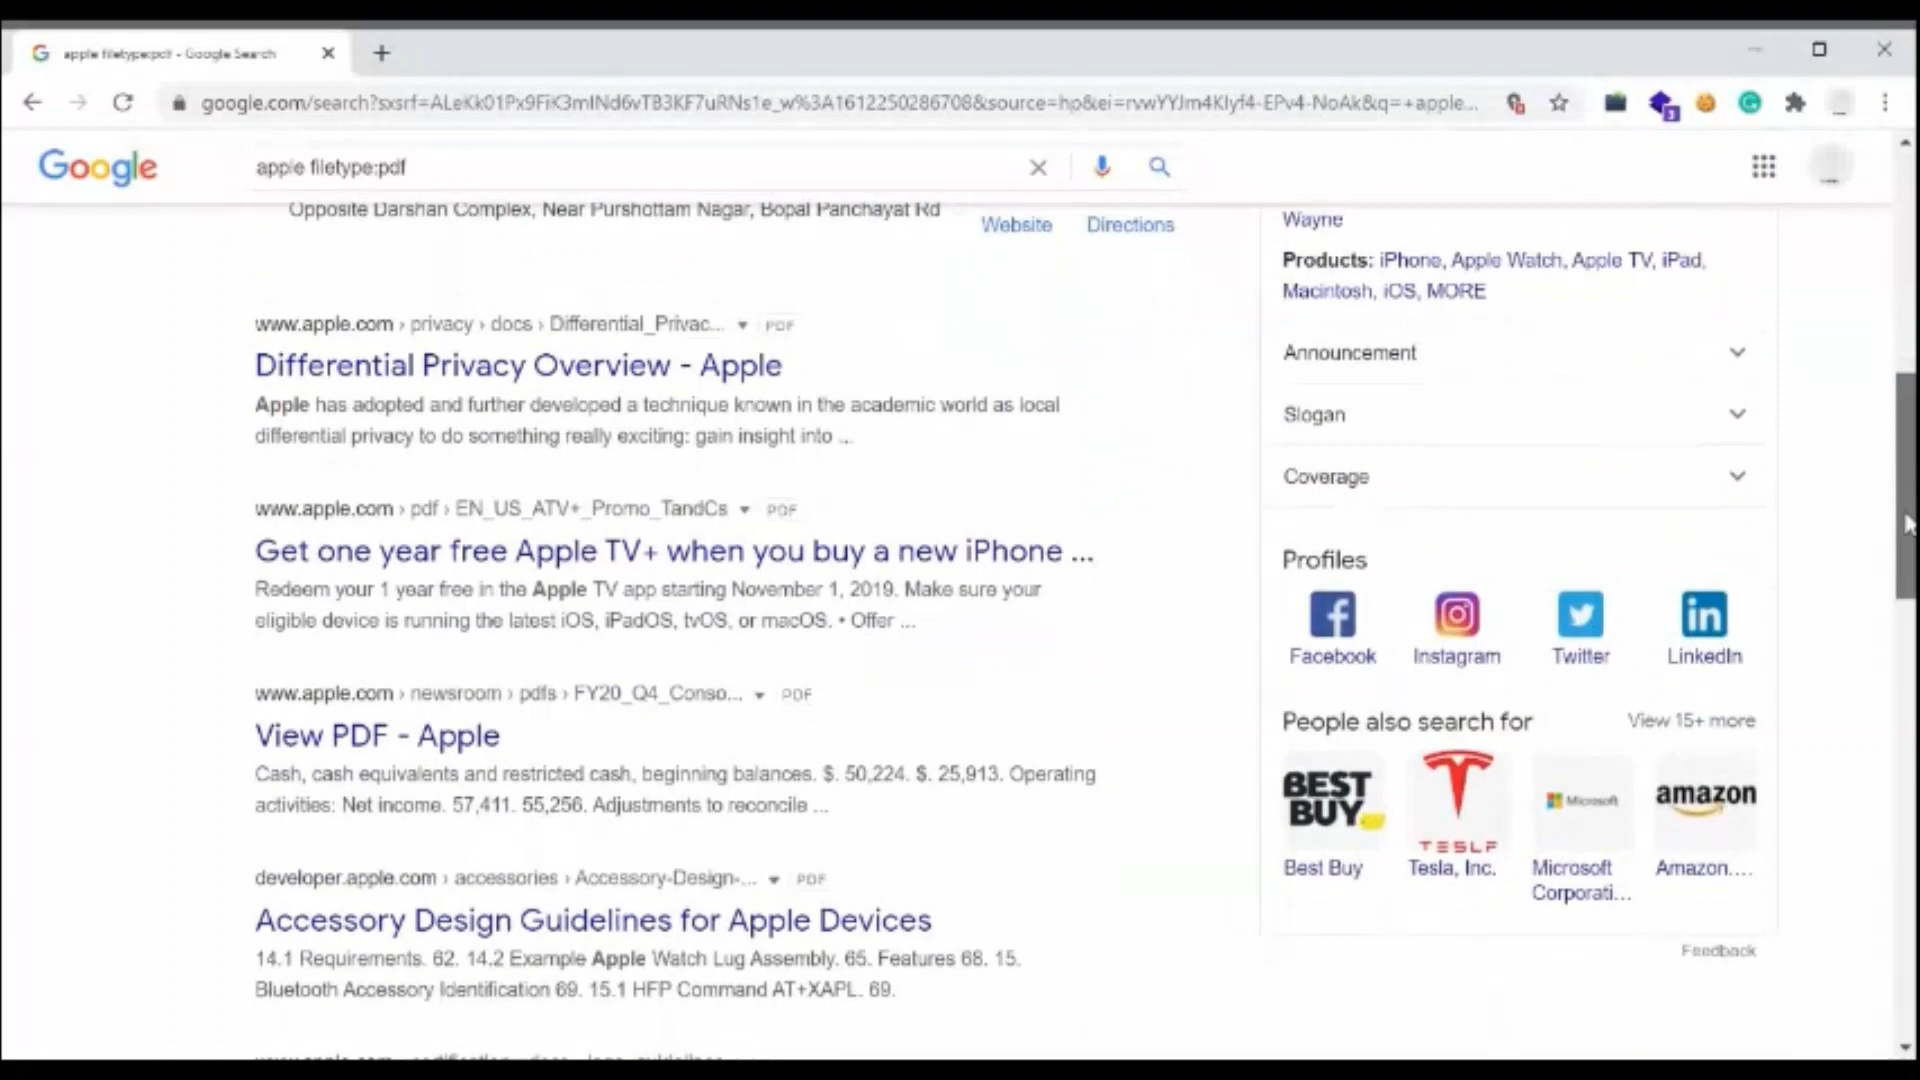 apple filetype:pdf - Google Search
google.com/search?sxsrf=ALeKk01Px9FiK3mINd6vTB3KF7uRNs1e_w%3A1612250286708&source=hp&ei=rvwYYJm4KIyf4-EPv4-NoAk&q=+apple...
3
Google
apple filetype:pdf
Opposite Darshan Complex, Near Purshottam Nagar, Bopal Panchayat Rd
Website Directions
www.apple.com › privacy › docs › Differential_Privac... PDF
Differential Privacy Overview - Apple
Apple has adopted and further developed a technique known in the academic world as local
differential privacy to do something really exciting: gain insight into ...
www.apple.com › pdf › EN_US_ATV+_Promo_TandCs PDF
Get one year free Apple TV+ when you buy a new iPhone ...
Redeem your 1 year free in the Apple TV app starting November 1, 2019. Make sure your
eligible device is running the latest iOS, iPadOS, tvOS, or macOS. • Offer ...
www.apple.com › newsroom › pdfs › FY20_Q4_Conso... PDF
View PDF - Apple
Cash, cash equivalents and restricted cash, beginning balances. $. 50,224. $. 25,913. Operating
activities: Net income. 57,411. 55,256. Adjustments to reconcile ...
developer.apple.com › accessories › Accessory-Design-... PDF
Accessory Design Guidelines for Apple Devices
14.1 Requirements. 62. 14.2 Example Apple Watch Lug Assembly. 65. Features 68. 15.
Bluetooth Accessory Identification 69. 15.1 HFP Command AT+XAPL. 69.
Wayne
Products: iPhone, Apple Watch, Apple TV, iPad,
Macintosh, iOS, MORE
Announcement
Slogan
Coverage
Profiles
Facebook Instagram Twitter LinkedIn
People also search for View 15+ more
BEST BUY TESLA Microsoft amazon
Best Buy Tesla, Inc. Microsoft Corporati... Amazon....
Feedback